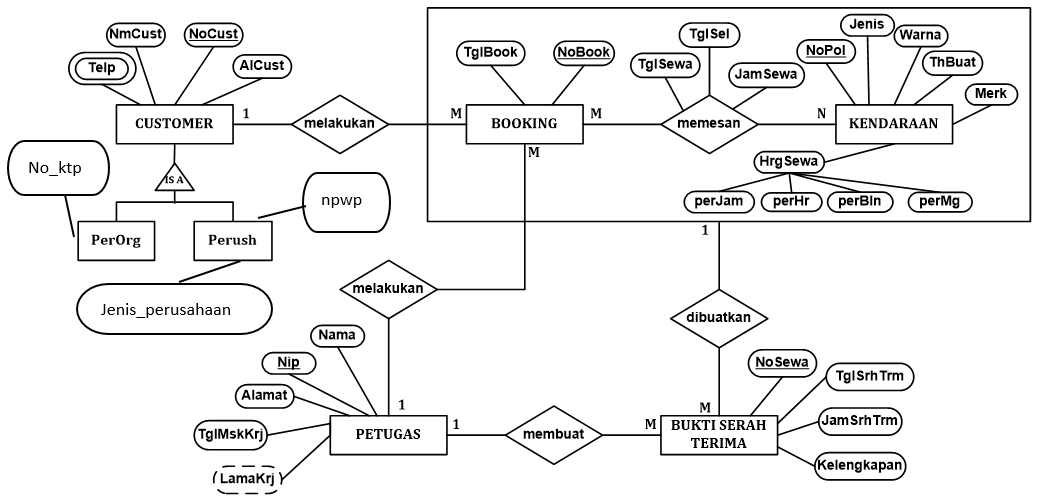 NmCust
NoCust
Telp
AlCust
CUSTOMER
1
melakukan
M
TglBook
NoBook
BOOKING
M
M
TglSel
TglSewa
JamSewa
memesan
N
Jenis
NoPol
Warna
ThBuat
Merk
KENDARAAN
HrgSewa
perJam
perHr
perBln
perMg
IS A
No_ktp
npwp
PerOrg
Perush
Jenis_perusahaan
melakukan
1
1
dibuatkan
M
Nama
Nip
Alamat
TglMskKrj
LamaKrj
PETUGAS
1
membuat
M
NoSewa
TglSrhTrm
JamSrhTrm
Kelengkapan
BUKTI SERAH
TERIMA